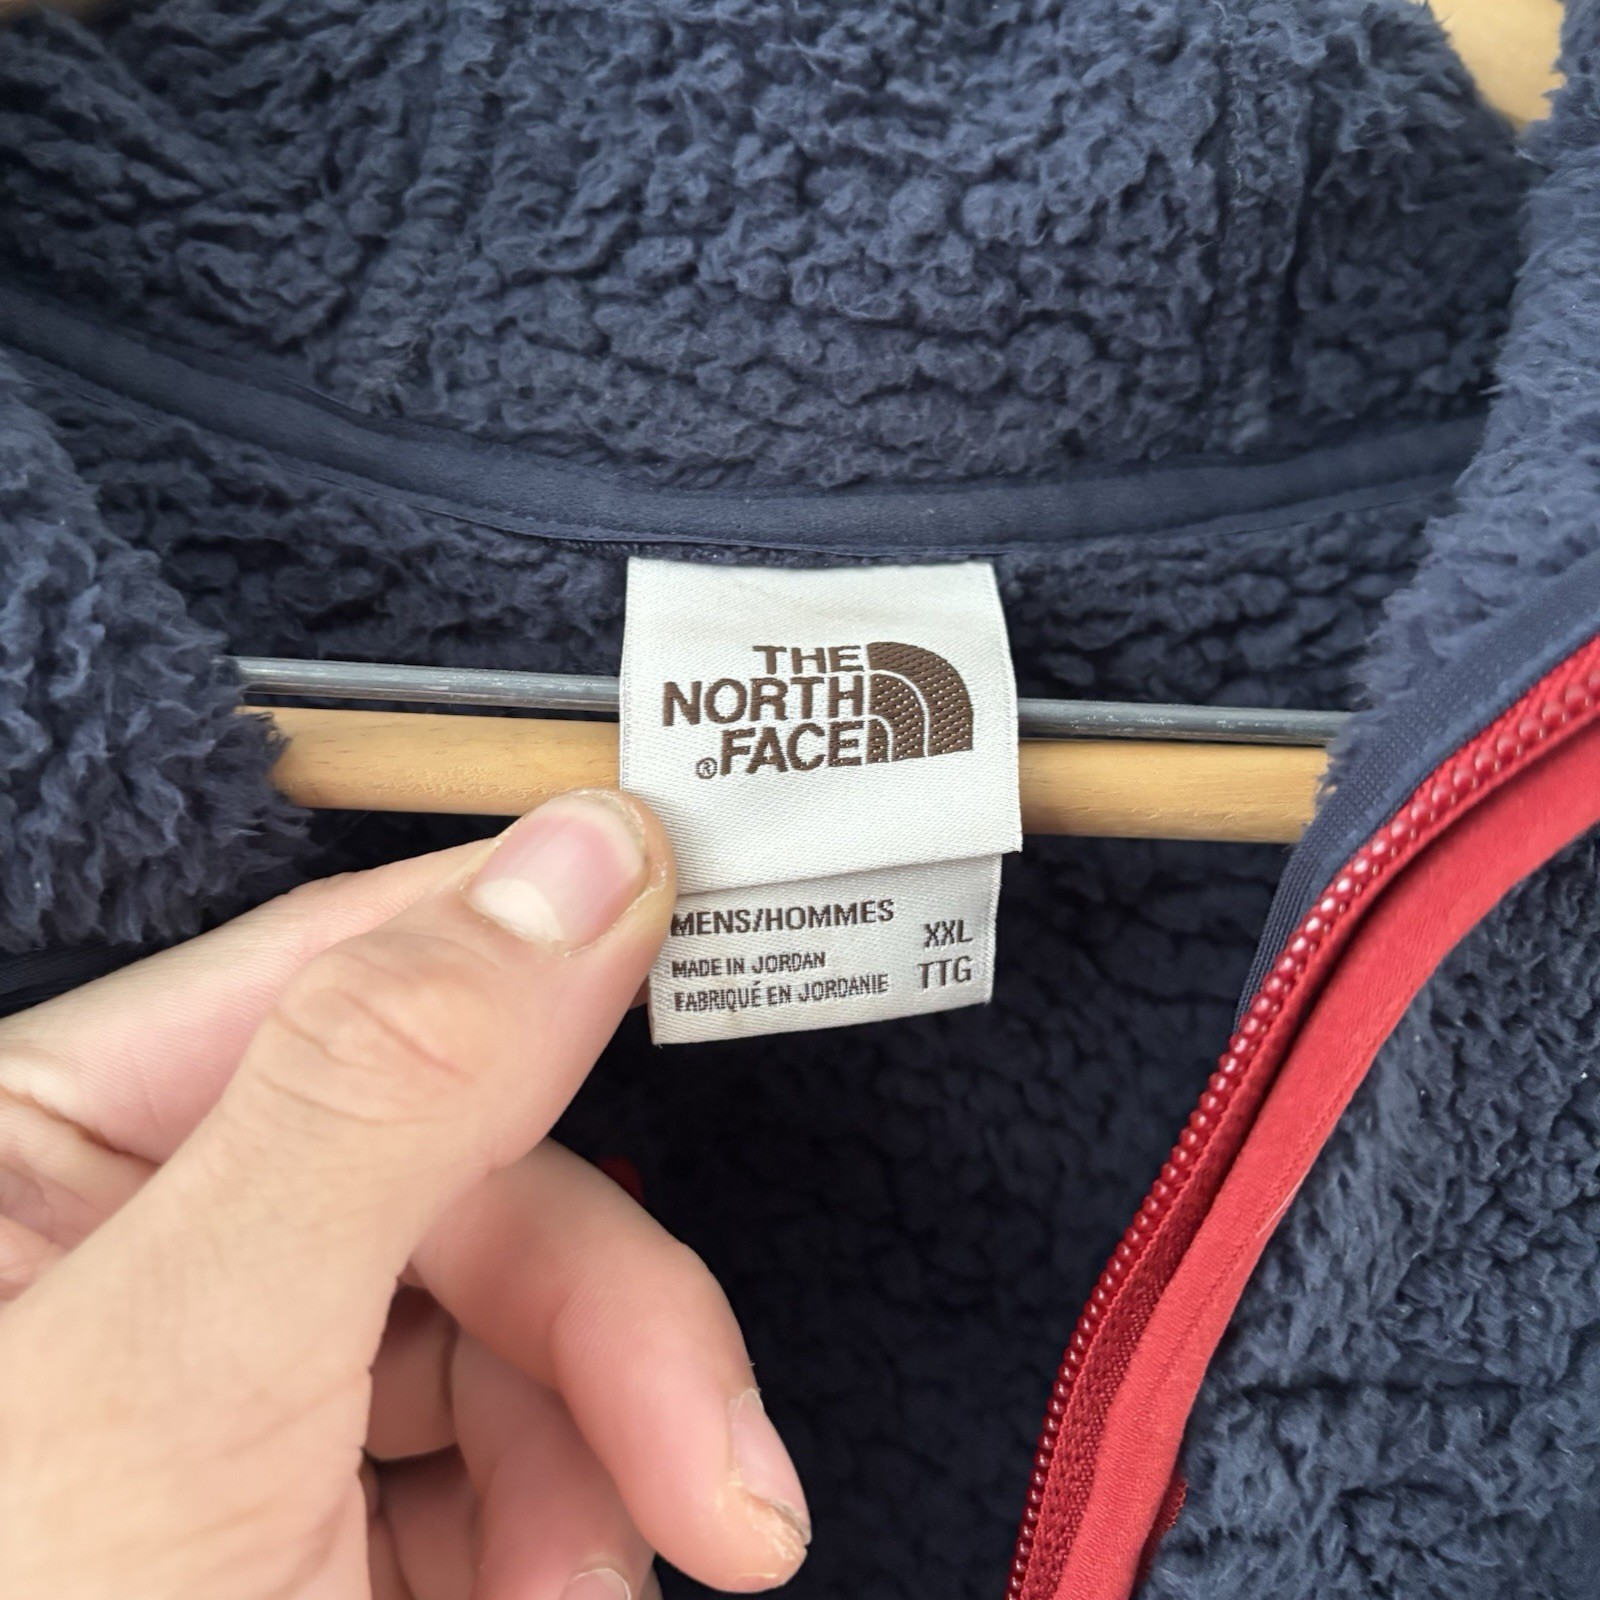 THE
NORTH
®FACE
MENS/HOMMES
XXL
MADE IN JORDAN
TTG
FABRIQUÉ EN JORDANIE